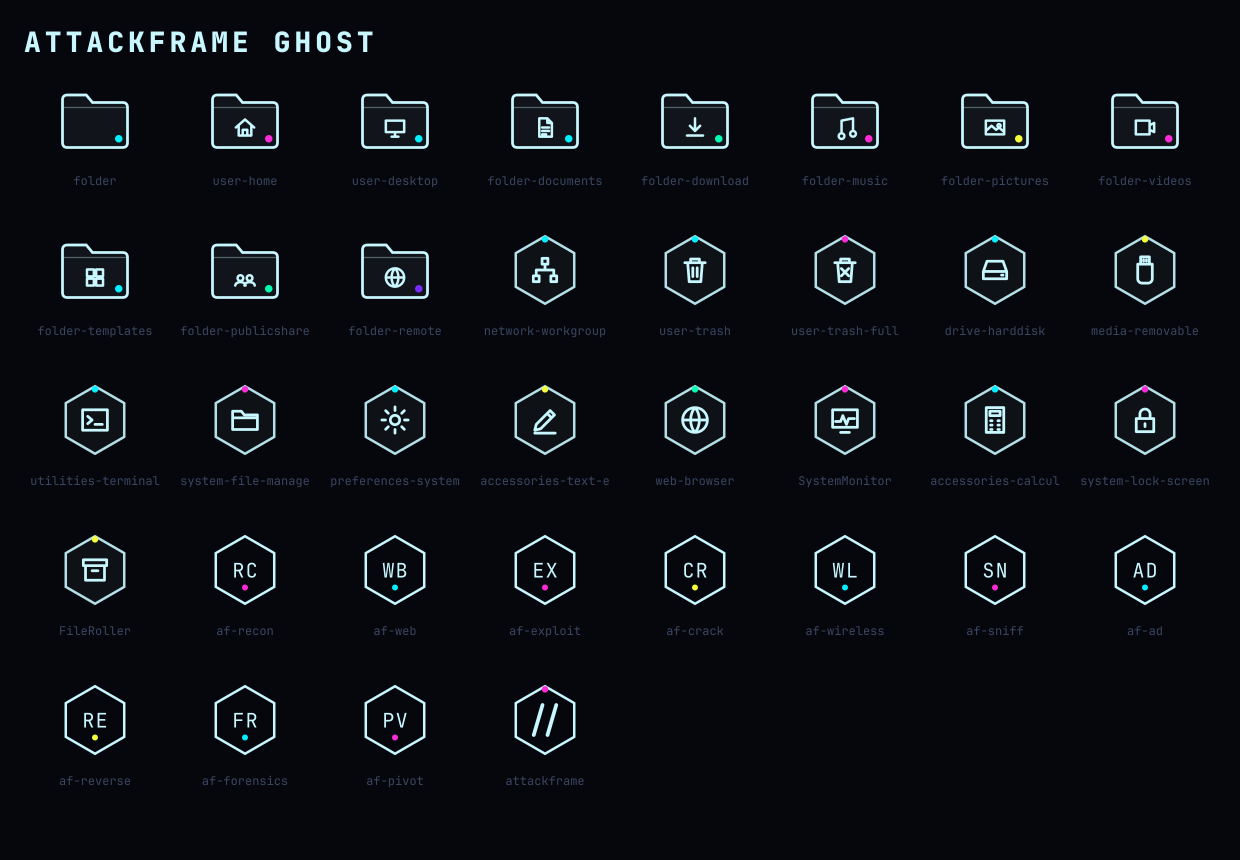 ATTACKFRAME GHOST
folder user-home user-desktop folder-documents folder-download folder-music folder-pictures folder-videos
folder-templates folder-publicshare folder-remote network-workgroup user-trash user-trash-full drive-harddisk media-removable
utilities-terminal system-file-manage preferences-system accessories-text-e web-browser SystemMonitor accessories-calcul system-lock-screen
RC WB EX CR WL SN AD
FileRoller af-recon af-web af-exploit af-crack af-wireless af-sniff af-ad
RE FR PV //
af-reverse af-forensics af-pivot attackframe